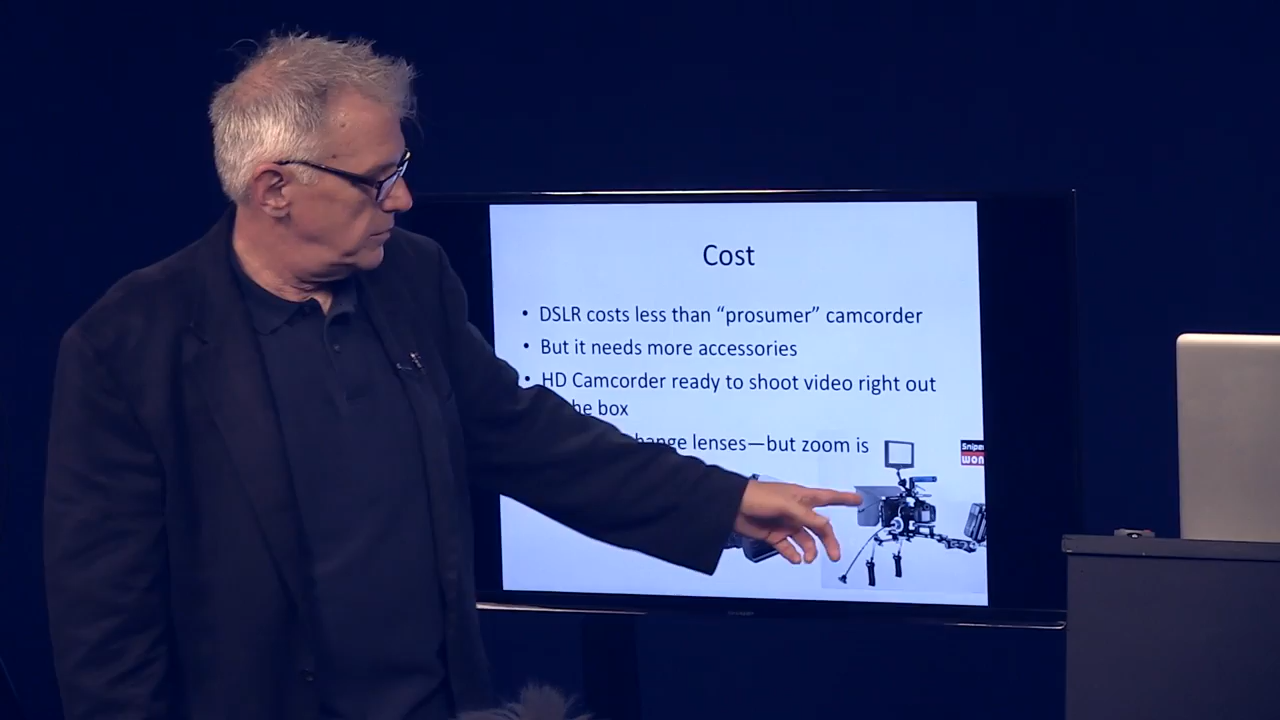 Cost
• DSLR costs less than “prosumer” camcorder
• But it needs more accessories
• HD Camcorder ready to shoot video right out
he box
hange lenses—but zoom is